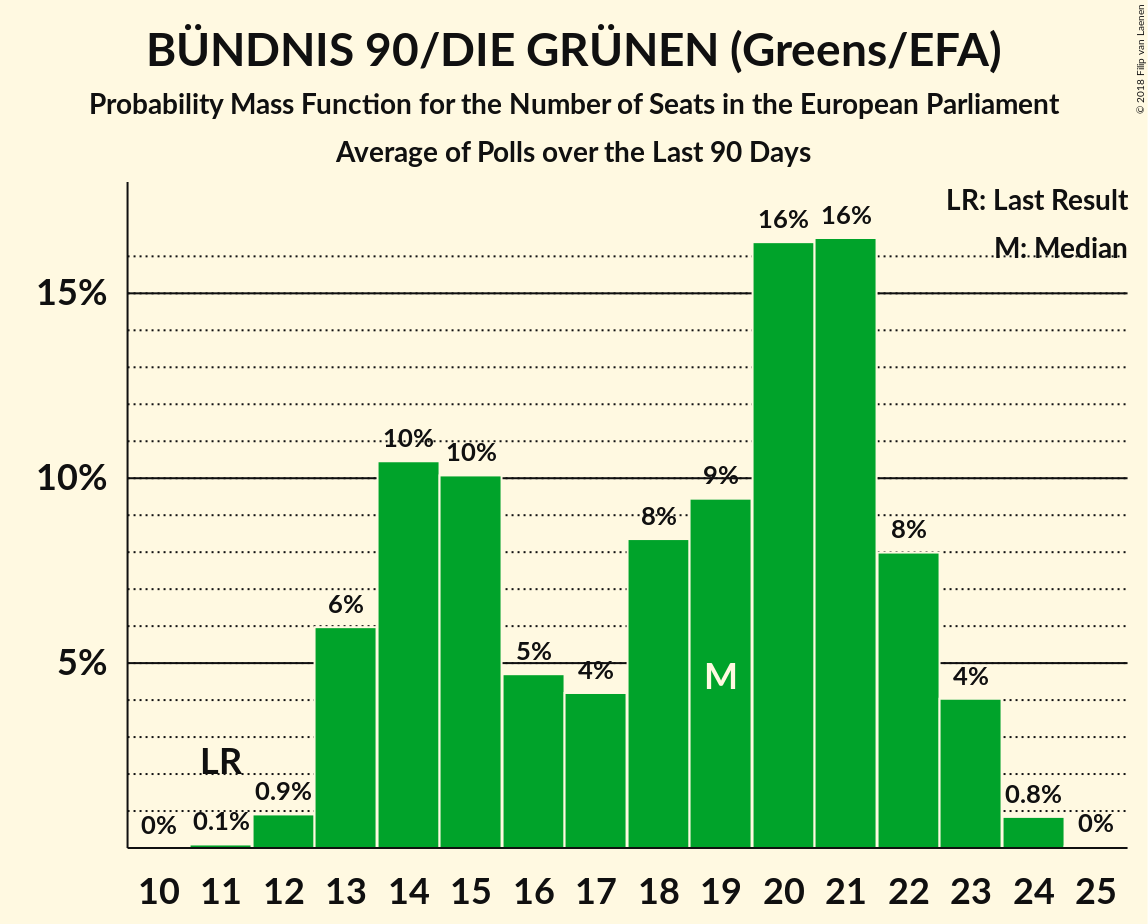 BÜNDNIS 90/DIE GRÜNEN (Greens/EFA)
Probability Mass Function for the Number of Seats in the European Parliament
Average of Polls over the Last 90 Days
© 2018 Filip van Laenen
LR: Last Result
M: Median
15%
10%
5%
0%
0.1%
0.9%
6%
10%
10%
5%
4%
8%
9%
16%
16%
8%
4%
0.8%
0%
LR
M
10 11 12 13 14 15 16 17 18 19 20 21 22 23 24 25